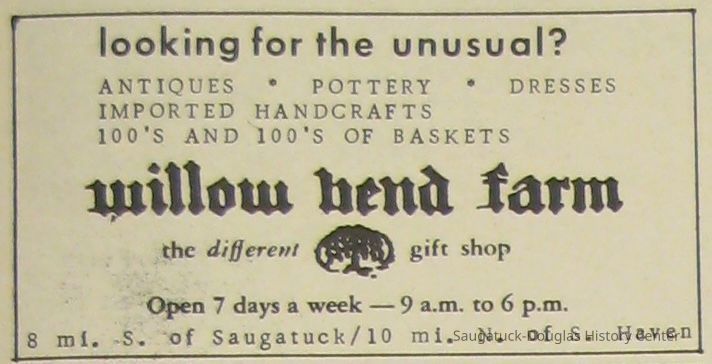 looking for the unusual?
ANTIQUES * POTTERY * DRESSES
IMPORTED HANDCRAFTS
100'S AND 100'S OF BASKETS
willow bend farm
the different gift shop
Open 7 days a week — 9 a.m. to 6 p.m.
8 mi. S. of Saugatuck/10 mi. N. of S. Haven
Saugatuck-Douglas History Center